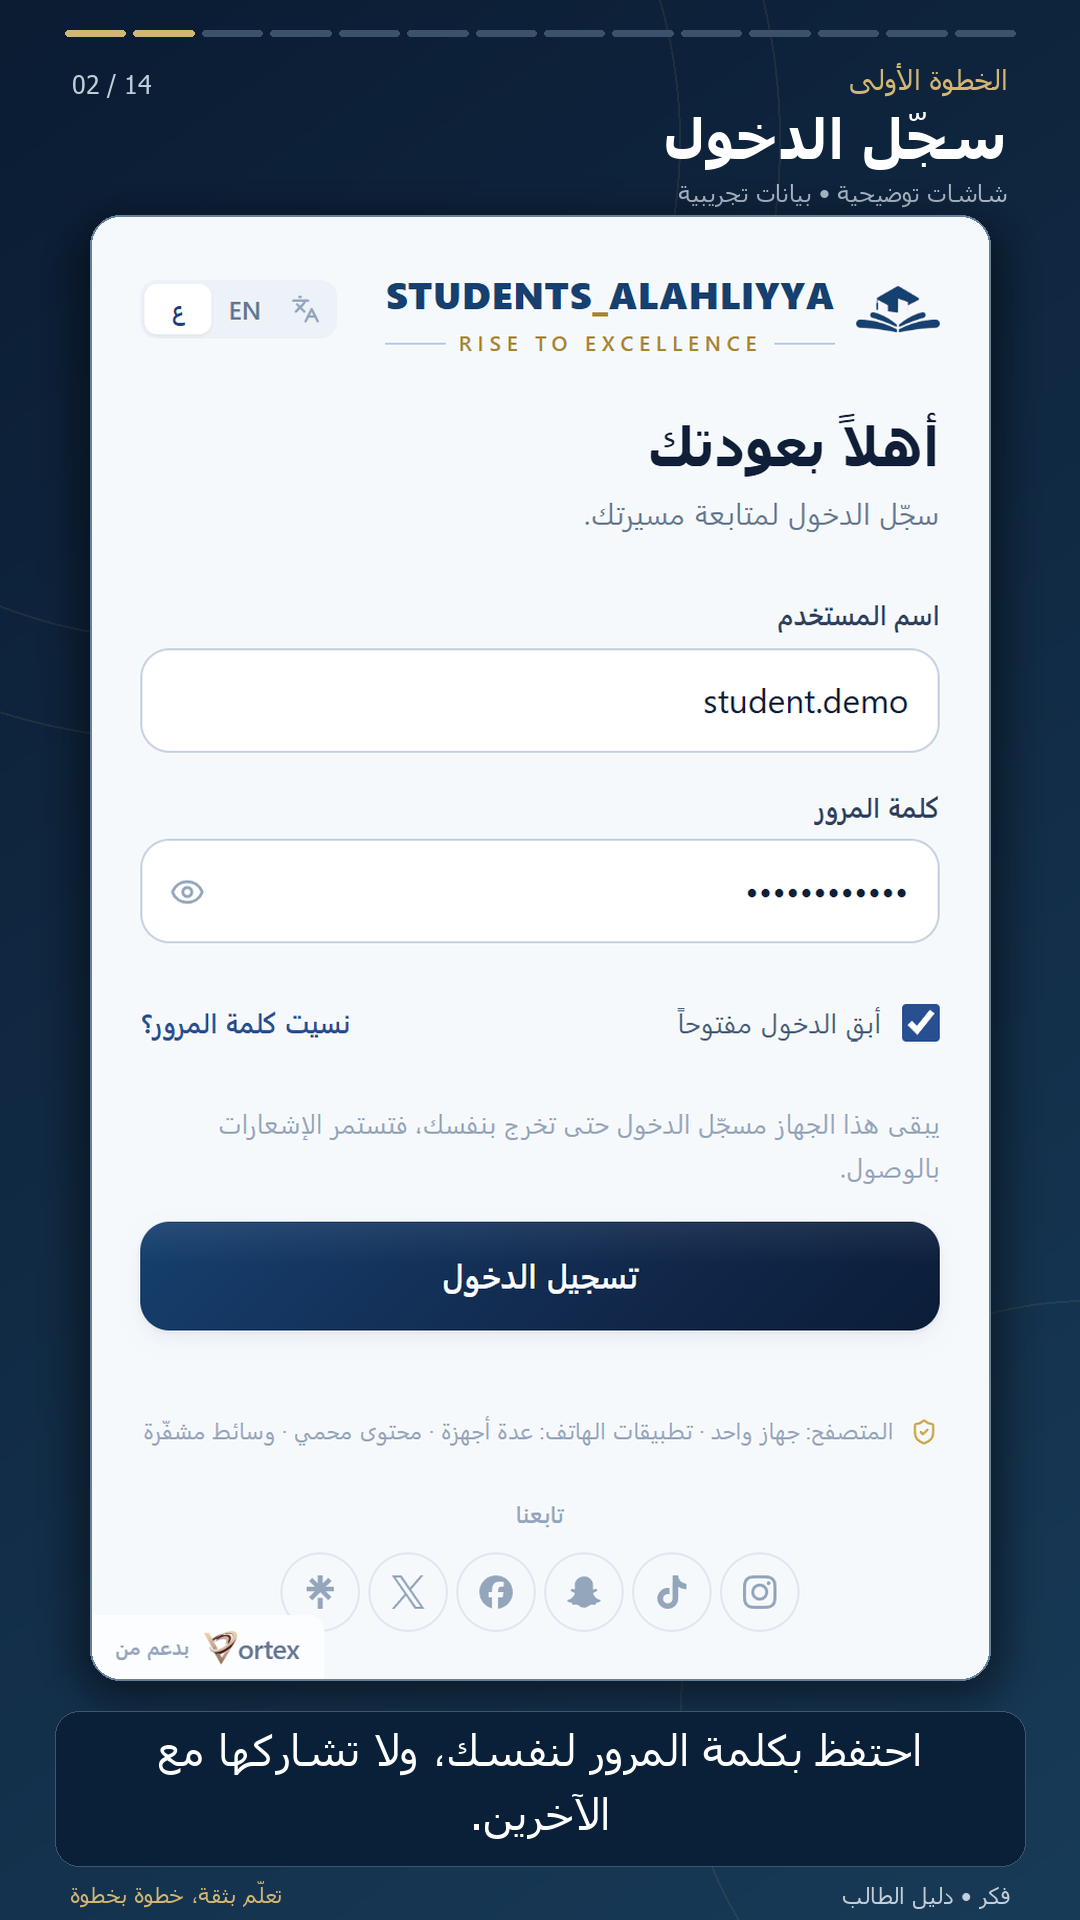 02 / 14
الخطوة الأولى
سجّل الدخول
شاشات توضيحية • بيانات تجريبية
STUDENTS_ALAHLIYYA
RISE TO EXCELLENCE
EN
ع
أهلاً بعودتك
سجّل الدخول لمتابعة مسيرتك.
اسم المستخدم
student.demo
كلمة المرور
••••••••••••
أبقِ الدخول مفتوحاً
نسيت كلمة المرور؟
يبقى هذا الجهاز مسجّل الدخول حتى تخرج بنفسك، فتستمر الإشعارات
بالوصول.
تسجيل الدخول
المتصفح: جهاز واحد · تطبيقات الهاتف: عدة أجهزة · محتوى محمي · وسائط مشفّرة
تابعنا
بدعم من Vortex
احتفظ بكلمة المرور لنفسك، ولا تشاركها مع
الآخرين.
فكر • دليل الطالب
تعلّم بثقة، خطوة بخطوة